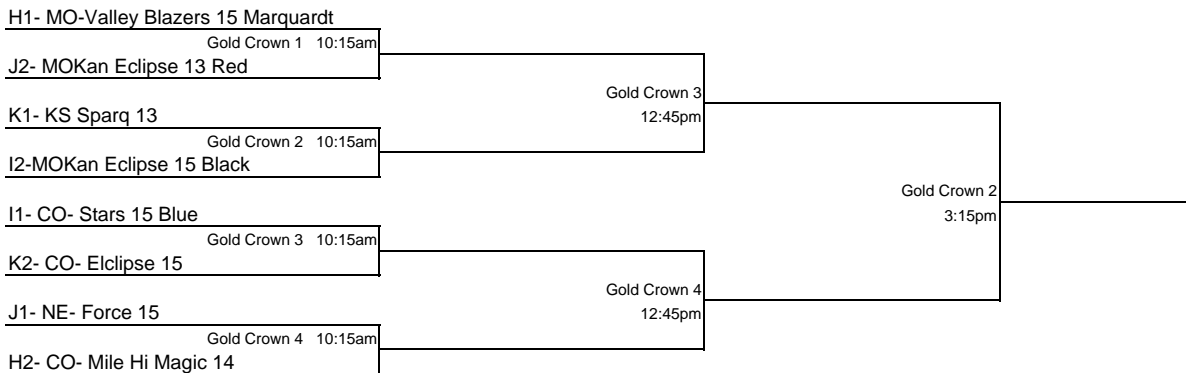 H1- MO-Valley Blazers 15 Marquardt
Gold Crown 1 10:15am
J2- MOKan Eclipse 13 Red
Gold Crown 3
12:45pm
K1- KS Sparq 13
Gold Crown 2 10:15am
I2-MOKan Eclipse 15 Black
Gold Crown 2
3:15pm
I1- CO- Stars 15 Blue
Gold Crown 3 10:15am
K2- CO- Elclipse 15
Gold Crown 4
12:45pm
J1- NE- Force 15
Gold Crown 4 10:15am
H2- CO- Mile Hi Magic 14